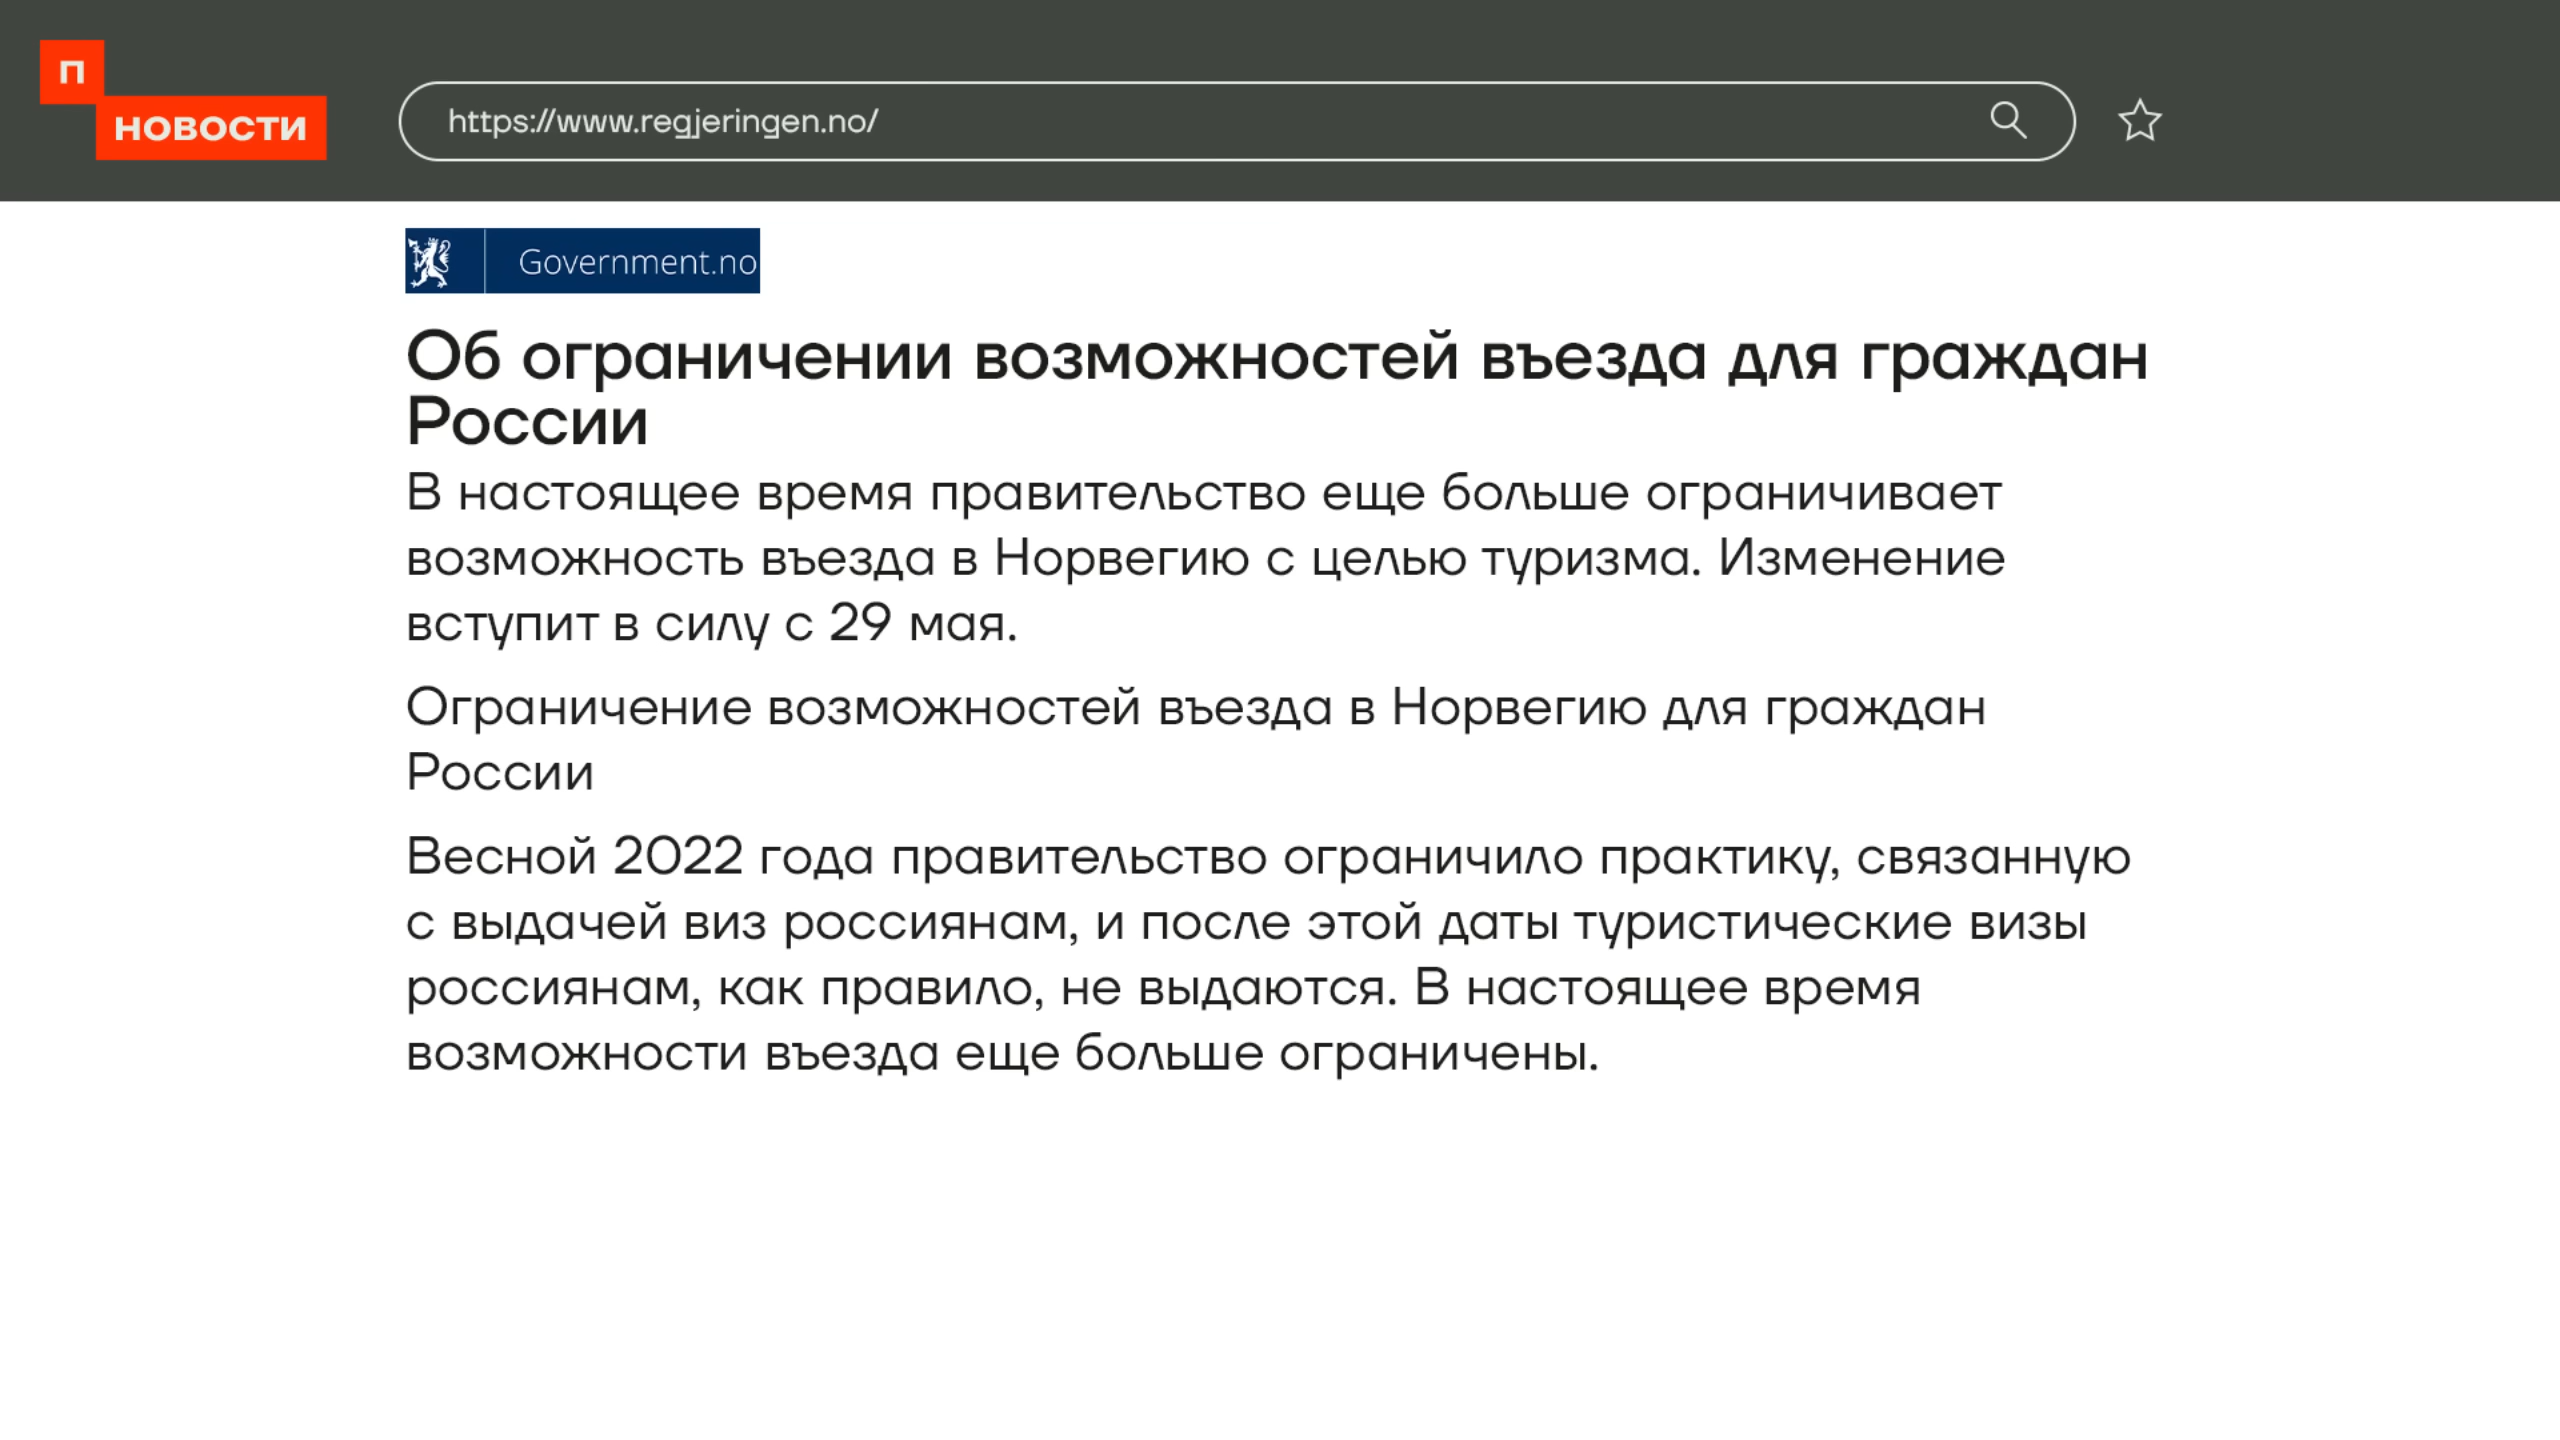 П
НОВОСТИ
https://www.regjeringen.no/
Government.no
Об ограничении возможностей въезда для граждан
России
В настоящее время правительство еще больше ограничивает
возможность въезда в Норвегию с целью туризма. Изменение
вступит в силу с 29 мая.
Ограничение возможностей въезда в Норвегию для граждан
России
Весной 2022 года правительство ограничило практику, связанную
с выдачей виз россиянам, и после этой даты туристические визы
россиянам, как правило, не выдаются. В настоящее время
возможности въезда еще больше ограничены.